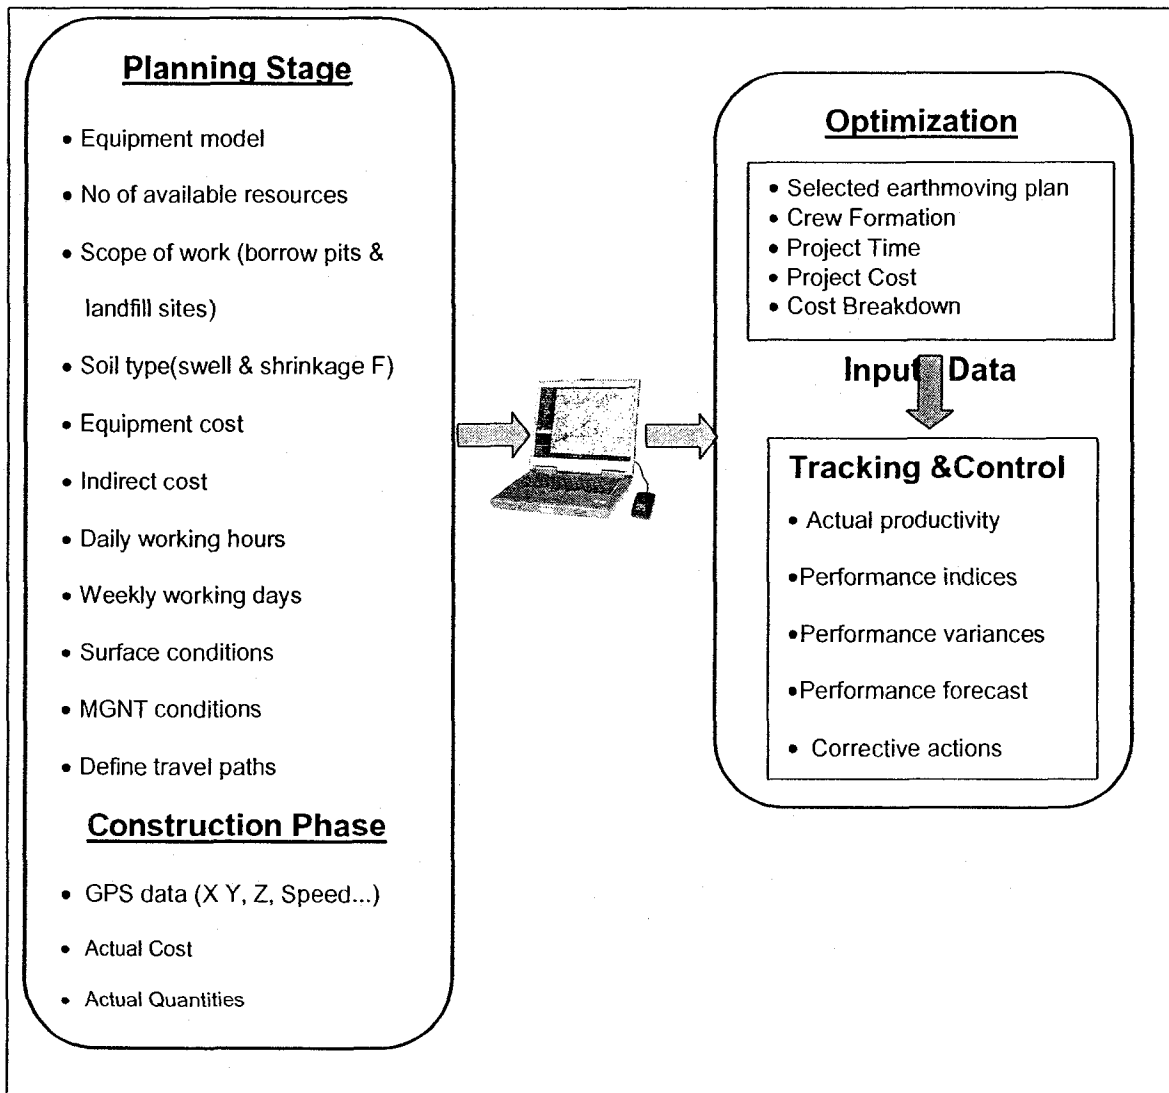 Planning Stage
• Equipment model
• No of available resources
• Scope of work (borrow pits &
landfill sites)
• Soil type(swell & shrinkage F)
• Equipment cost
• Indirect cost
• Daily working hours
• Weekly working days
• Surface conditions
• MGNT conditions
• Define travel paths
Construction Phase
• GPS data (X Y, Z, Speed...)
• Actual Cost
• Actual Quantities
Optimization
• Selected earthmoving plan
• Crew Formation
• Project Time
• Project Cost
• Cost Breakdown
Input Data
Tracking &Control
• Actual productivity
•Performance indices
•Performance variances
•Performance forecast
• Corrective actions